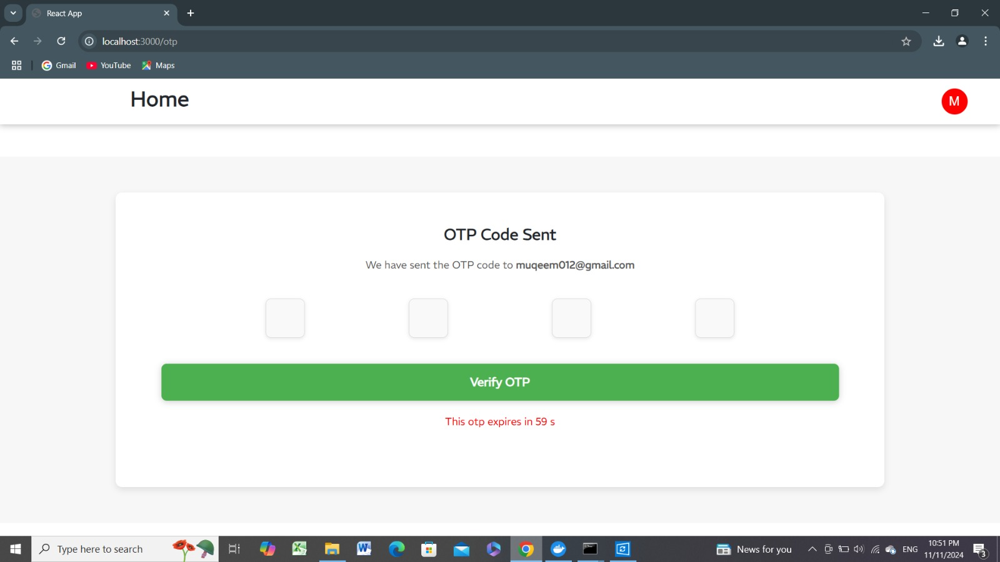 React App
localhost:3000/otp
Gmail
YouTube
Maps
Home
M
OTP Code Sent
We have sent the OTP code to muqeem012@gmail.com
Verify OTP
This otp expires in 59 s
Type here to search
News for you
ENG
10:51 PM
11/11/2024
3